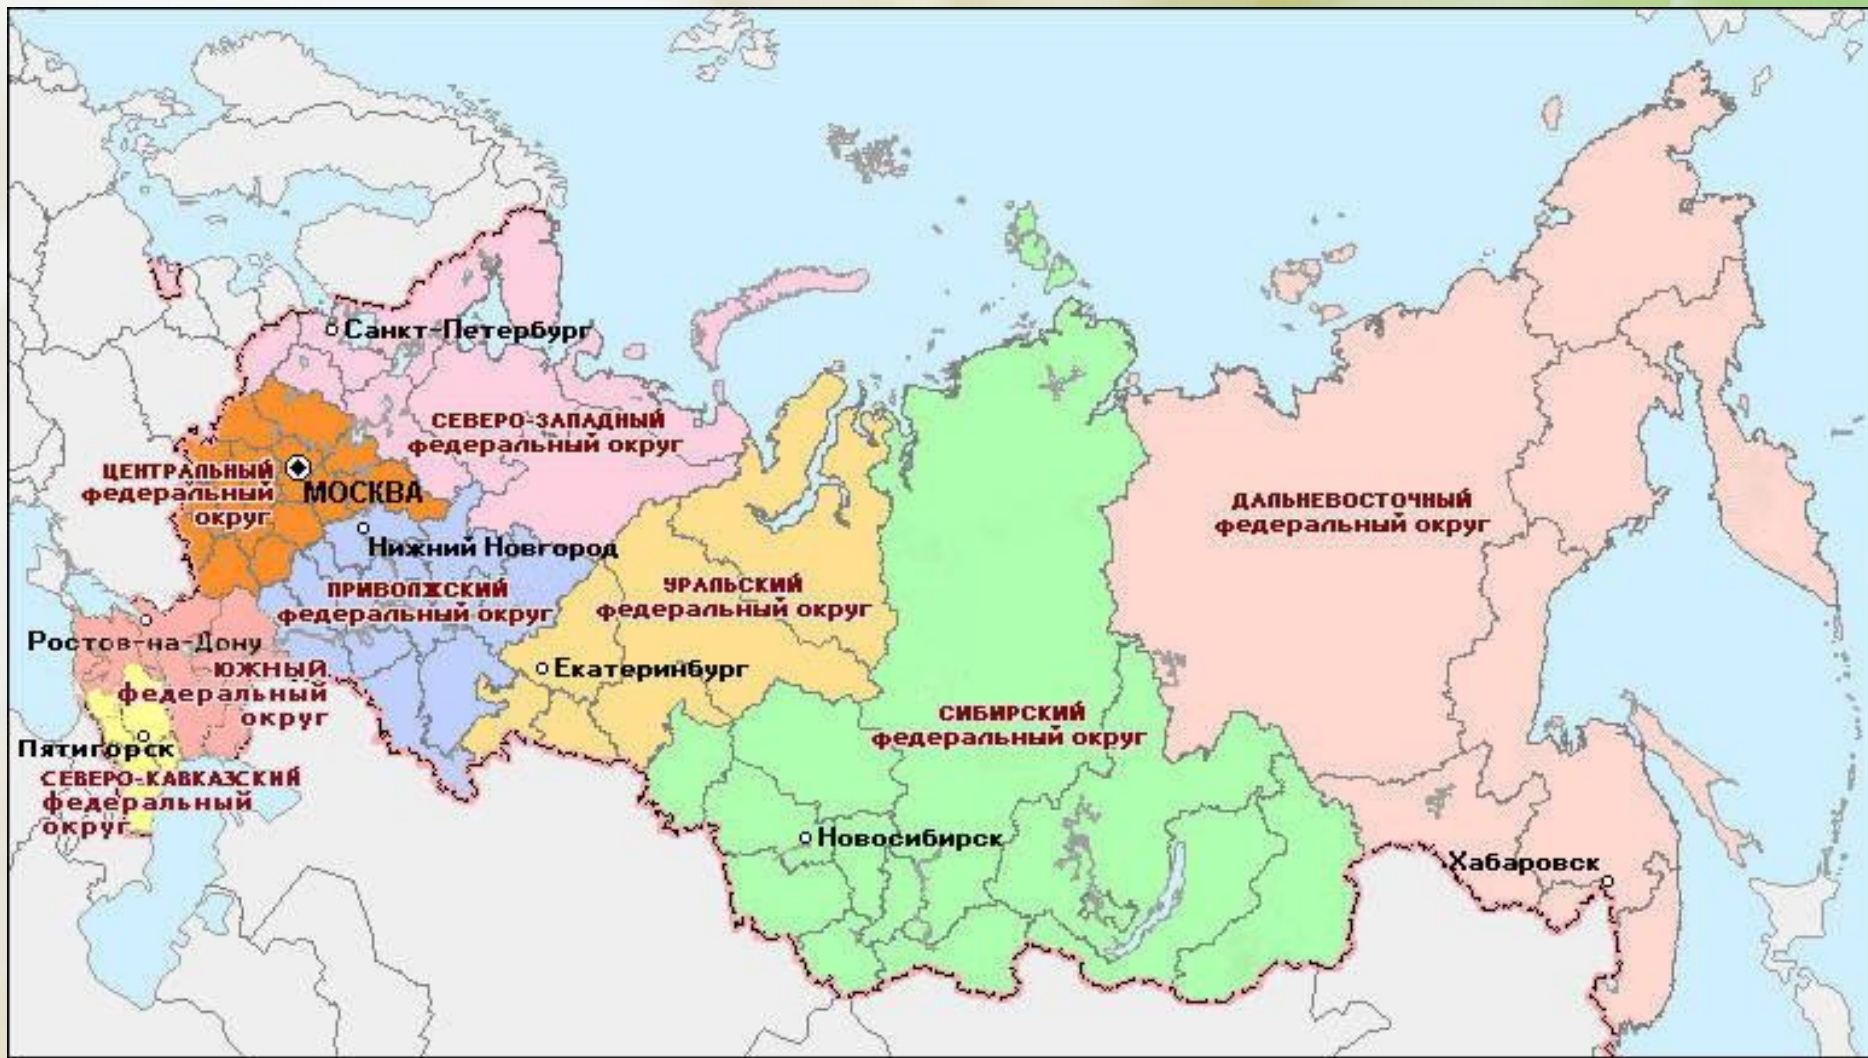 Санкт-Петербург
СЕВЕРО-ЗАПАДНЫЙ
федеральный округ
ЦЕНТРАЛЬНЫЙ
федеральный
округ
МОСКВА
Нижний Новгород
ПРИВОЛЖСКИЙ
федеральный округ
УРАЛЬСКИЙ
федеральный округ
ДАЛЬНЕВОСТОЧНЫЙ
федеральный округ
Ростов-на-Дону
ЮЖНЫЙ
федеральный
округ
Екатеринбург
СИБИРСКИЙ
федеральный округ
Пятигорск
СЕВЕРО-КАВКАЗСКИЙ
федеральный
округ
Новосибирск
Хабаровск